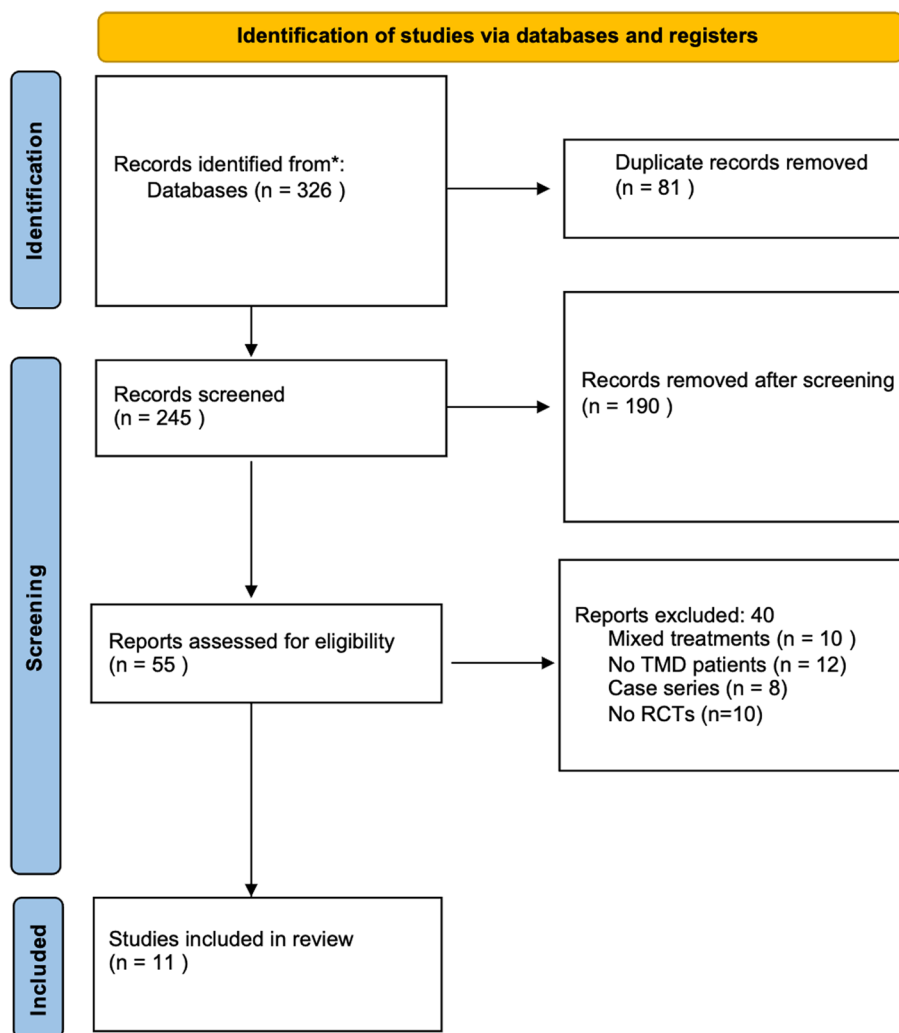 Identification of studies via databases and registers
Identification
Records identified from*:
Databases (n = 326 )
Duplicate records removed
(n = 81 )
Screening
Records screened
(n = 245 )
Records removed after screening
(n = 190 )
Reports assessed for eligibility
(n = 55 )
Reports excluded: 40
Mixed treatments (n = 10 )
No TMD patients (n = 12)
Case series (n = 8)
No RCTs (n=10)
Included
Studies included in review
(n = 11 )